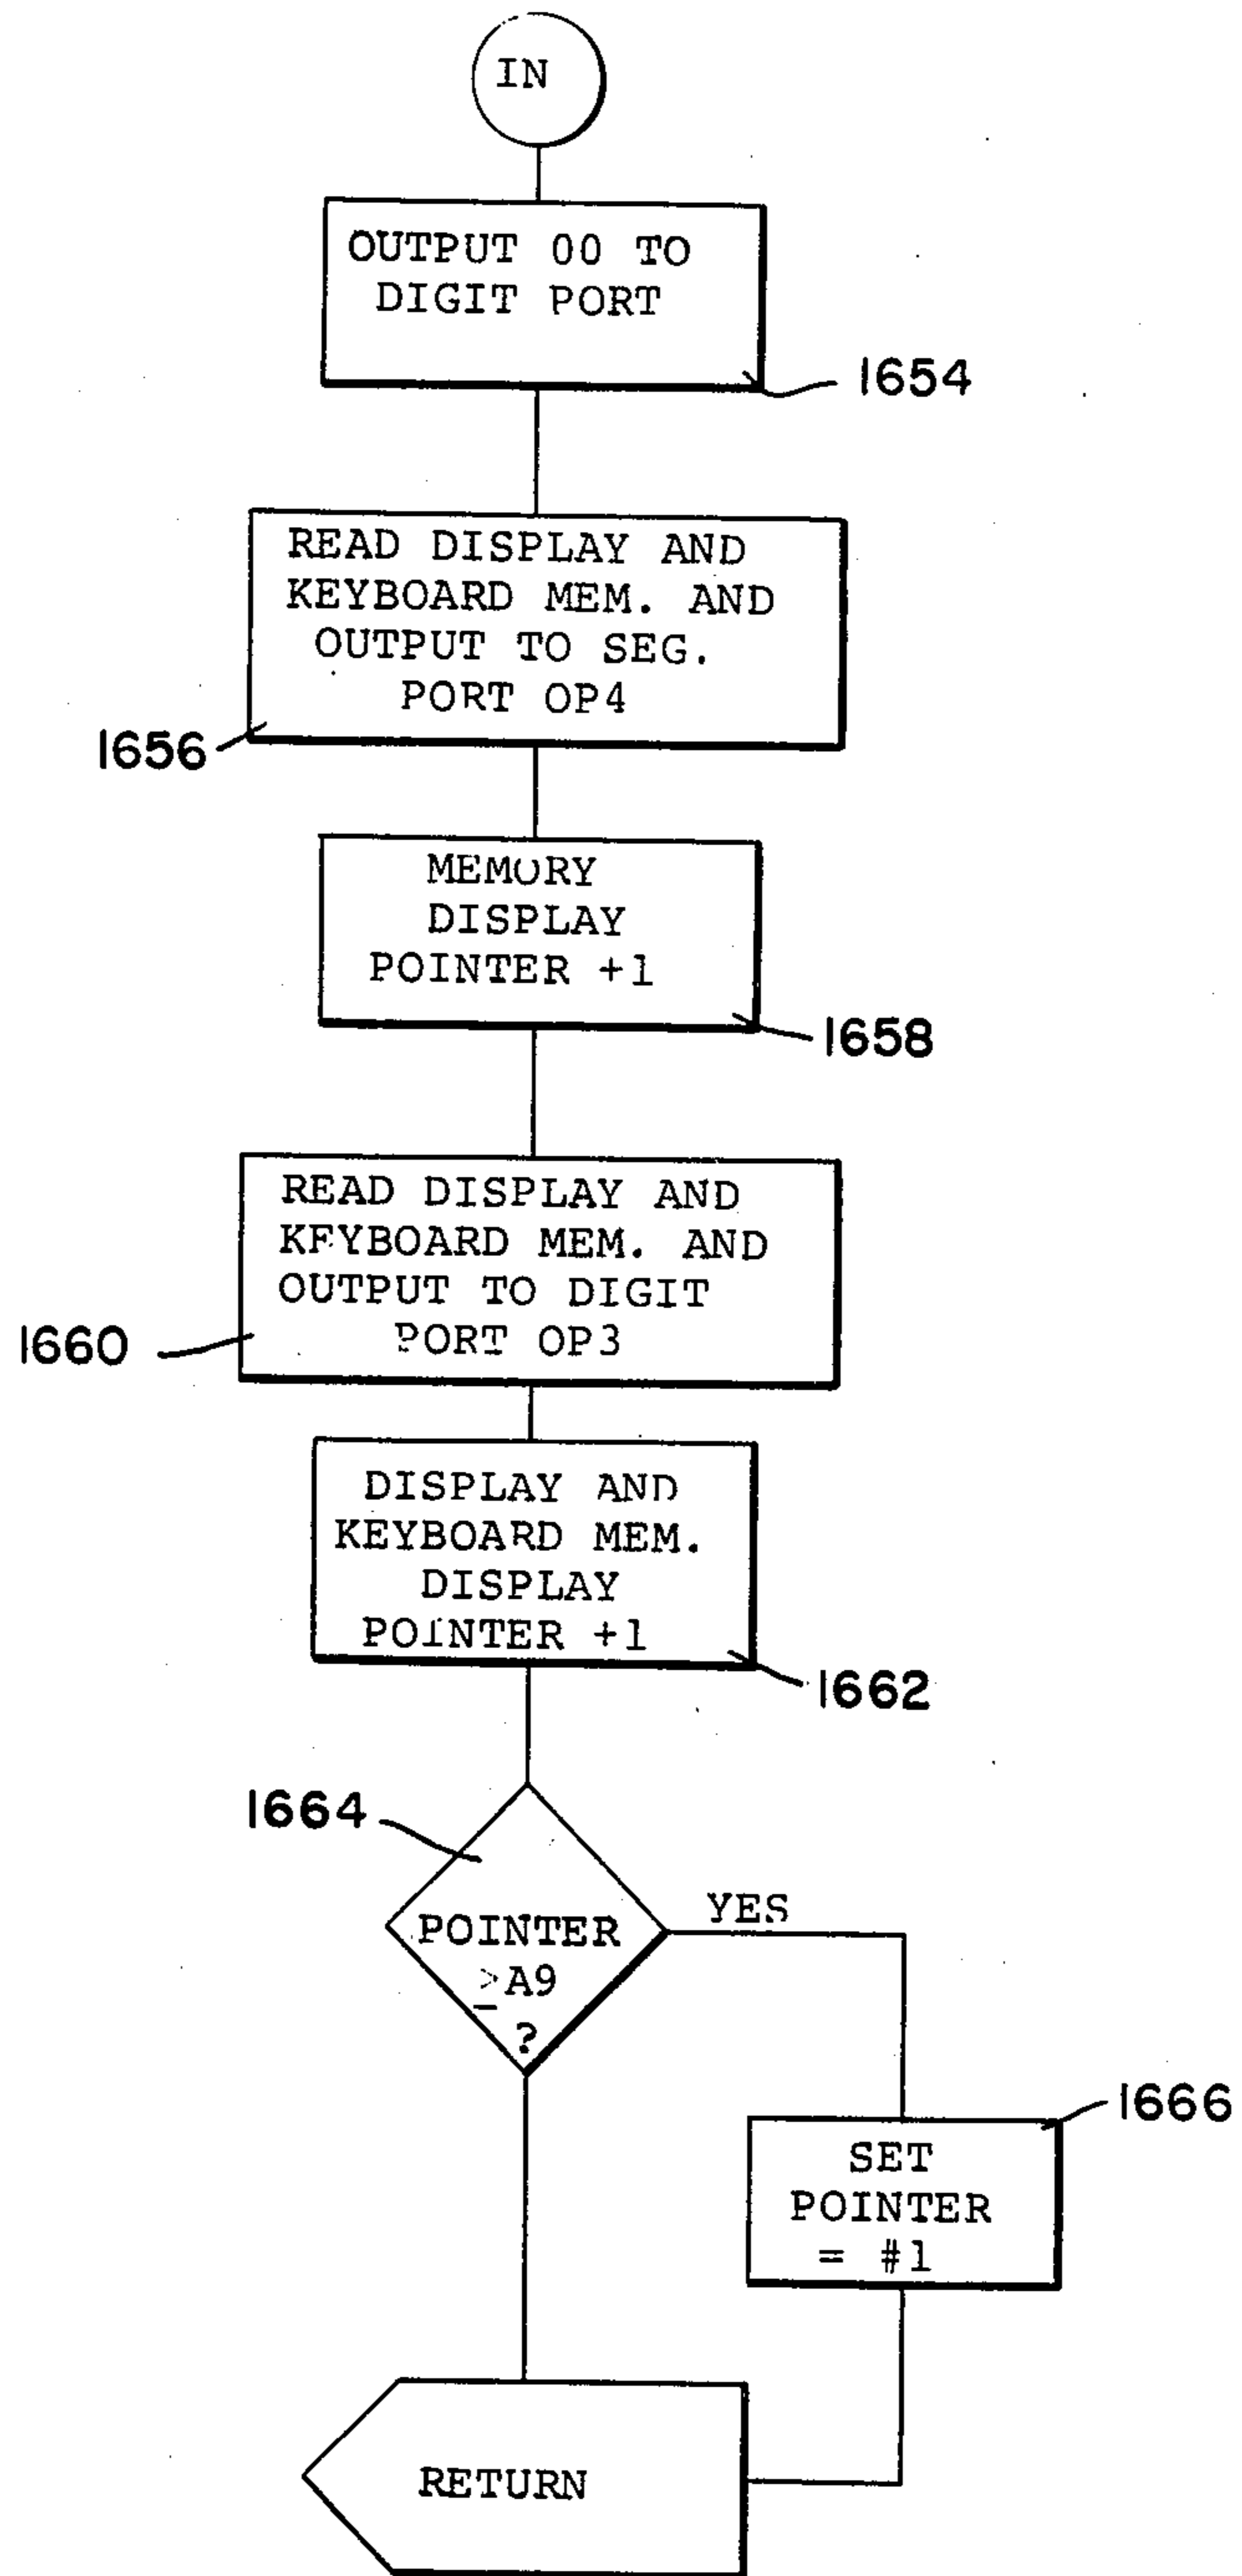 IN
OUTPUT 00 TO
DIGIT PORT
1654
READ DISPLAY AND
KEYBOARD MEM. AND
OUTPUT TO SEG.
PORT OP4
1656
MEMORY
DISPLAY
POINTER +1
1658
READ DISPLAY AND
KEYBOARD MEM. AND
OUTPUT TO DIGIT
PORT OP3
1660
DISPLAY AND
KEYBOARD MEM.
DISPLAY
POINTER +1
1662
1664
POINTER
≥A9
?
YES
1666
SET
POINTER
= #1
RETURN